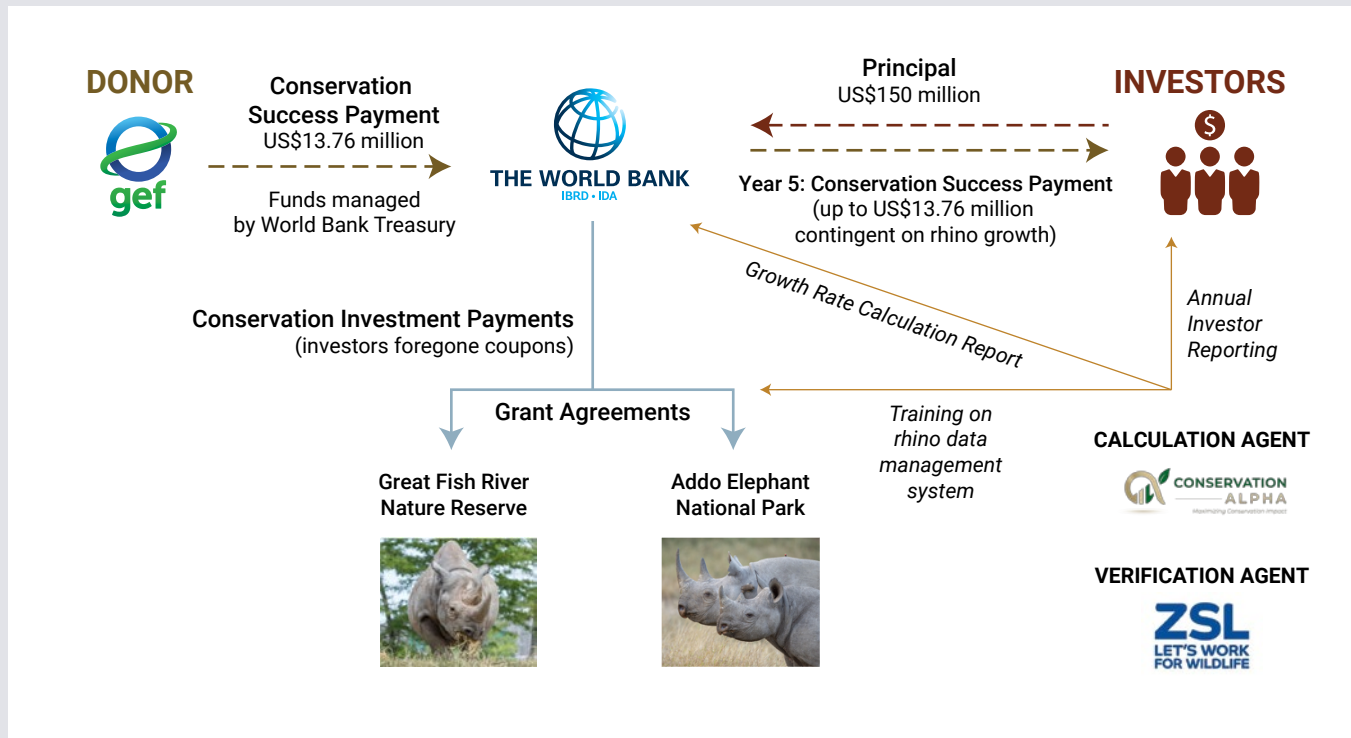 DONOR
gef
Conservation
Success Payment
US$13.76 million
Funds managed
by World Bank Treasury
THE WORLD BANK
IBRD • IDA
Principal
US$150 million
Year 5: Conservation Success Payment
(up to US$13.76 million
contingent on rhino growth)
INVESTORS
$
Growth Rate Calculation Report
Annual
Investor
Reporting
Conservation Investment Payments
(investors foregone coupons)
Grant Agreements
Training on
rhino data
management
system
Great Fish River
Nature Reserve
Addo Elephant
National Park
CALCULATION AGENT
CONSERVATION
ALPHA
Maximizing Conservation Impact
VERIFICATION AGENT
ZSL
LET'S WORK
FOR WILDLIFE